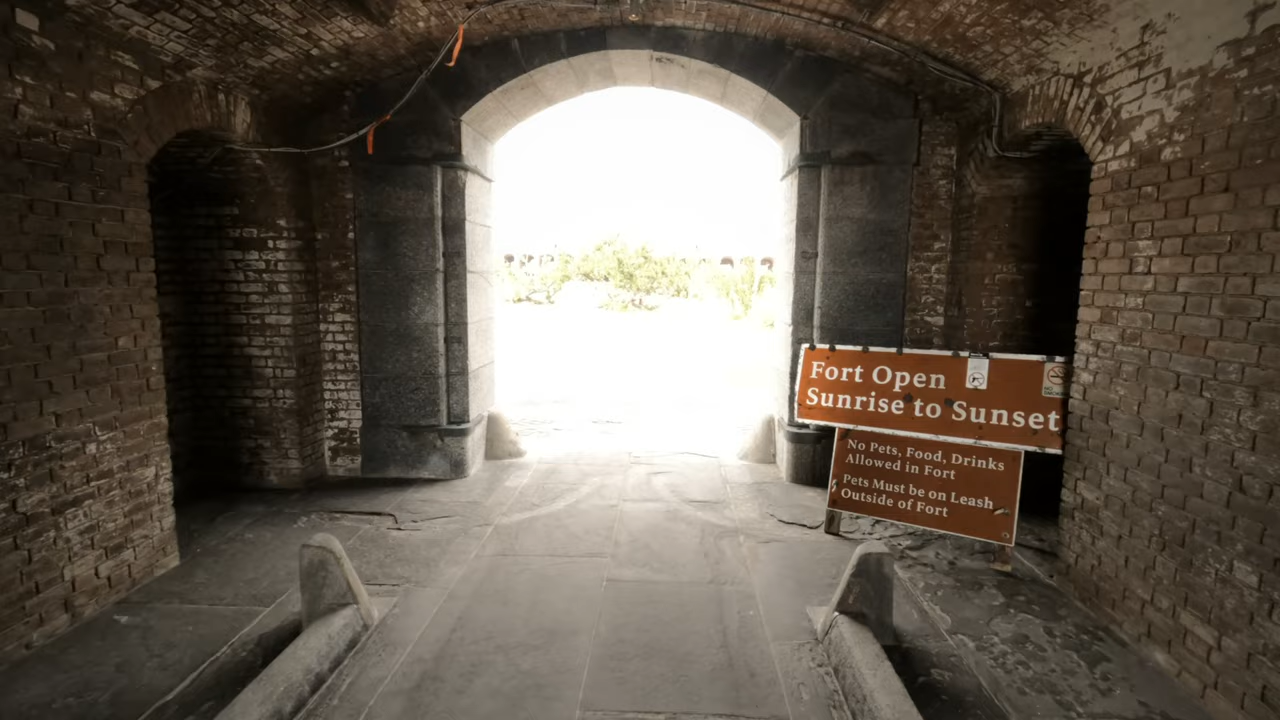 Fort Open
Sunrise to Sunset
No Pets, Food, Drinks
Allowed in Fort
Pets Must be on Leash
Outside of Fort